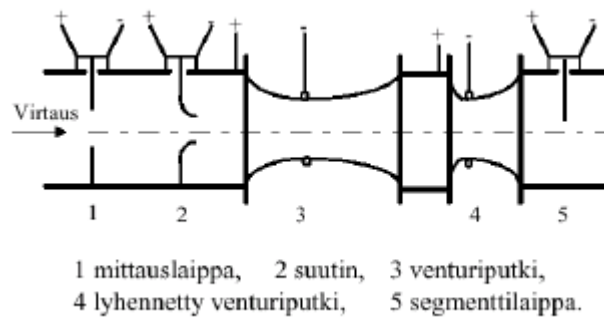 + - + - + - + - + -
Virtaus
1 2 3 4 5
1 mittauslaippa, 2 suutin, 3 venturiputki,
4 lyhennetty venturiputki, 5 segmenttilaippa.